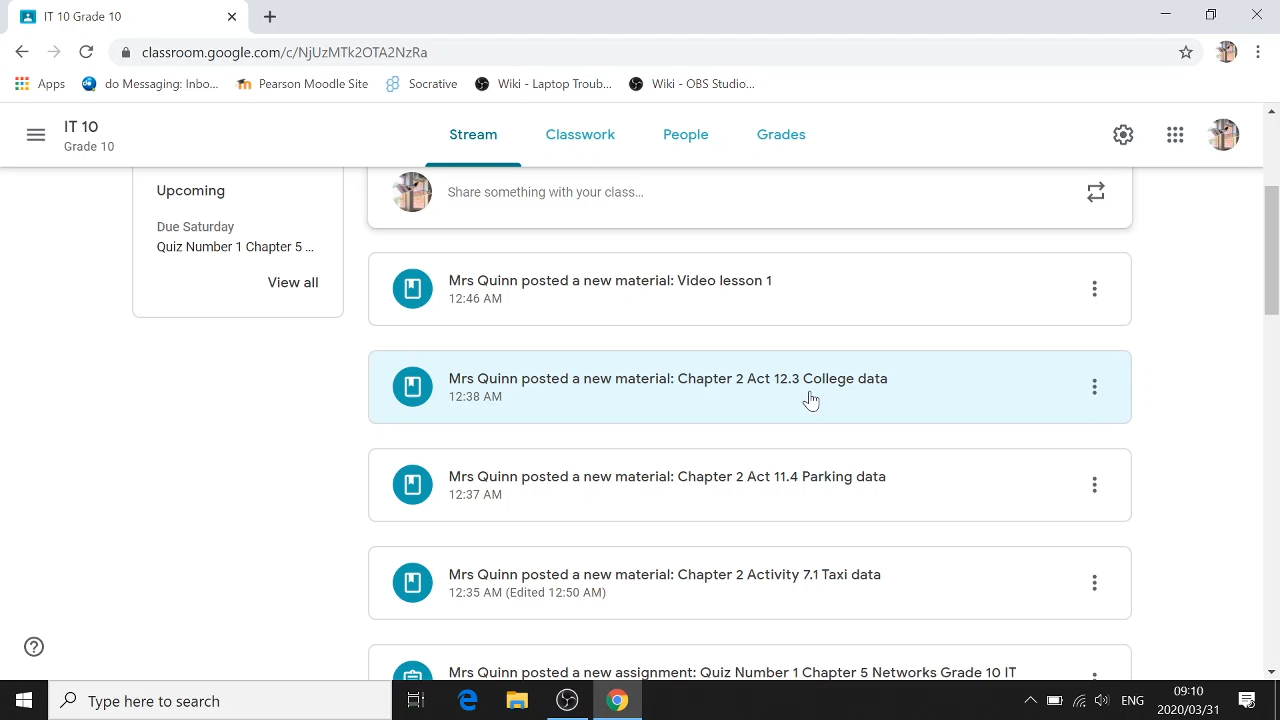 IT 10 Grade 10
classroom.google.com/c/NjUzMTk2OTA2NzRa
Apps do Messaging: Inbo... Pearson Moodle Site Socrative Wiki - Laptop Troub... Wiki - OBS Studio...
IT 10
Grade 10
Stream Classwork People Grades
Upcoming
Due Saturday
Quiz Number 1 Chapter 5 ...
View all
Share something with your class...
Mrs Quinn posted a new material: Video lesson 1
12:46 AM
Mrs Quinn posted a new material: Chapter 2 Act 12.3 College data
12:38 AM
Mrs Quinn posted a new material: Chapter 2 Act 11.4 Parking data
12:37 AM
Mrs Quinn posted a new material: Chapter 2 Activity 7.1 Taxi data
12:35 AM (Edited 12:50 AM)
Mrs Quinn posted a new assignment: Quiz Number 1 Chapter 5 Networks Grade 10 IT
Type here to search
ENG
09:10
2020/03/31